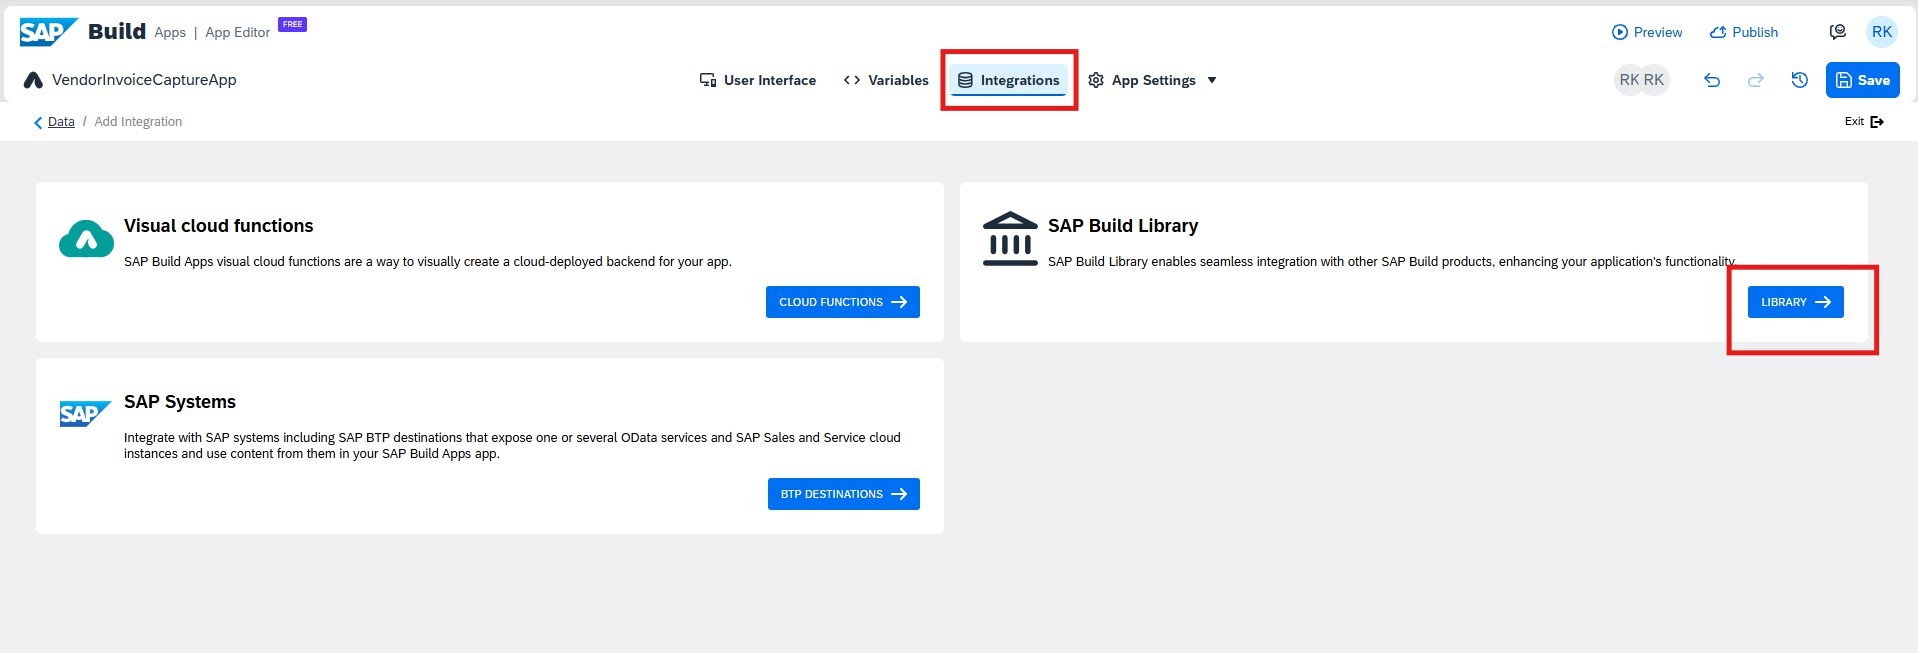 SAP Build Apps | App Editor FREE
Preview Publish RK
VendorInvoiceCaptureApp
User Interface Variables Integrations App Settings
RK RK Save
Data / Add Integration
Exit
Visual cloud functions
SAP Build Apps visual cloud functions are a way to visually create a cloud-deployed backend for your app.
CLOUD FUNCTIONS
SAP Build Library
SAP Build Library enables seamless integration with other SAP Build products, enhancing your application's functionality.
LIBRARY
SAP
SAP Systems
Integrate with SAP systems including SAP BTP destinations that expose one or several OData services and SAP Sales and Service cloud
instances and use content from them in your SAP Build Apps app.
BTP DESTINATIONS